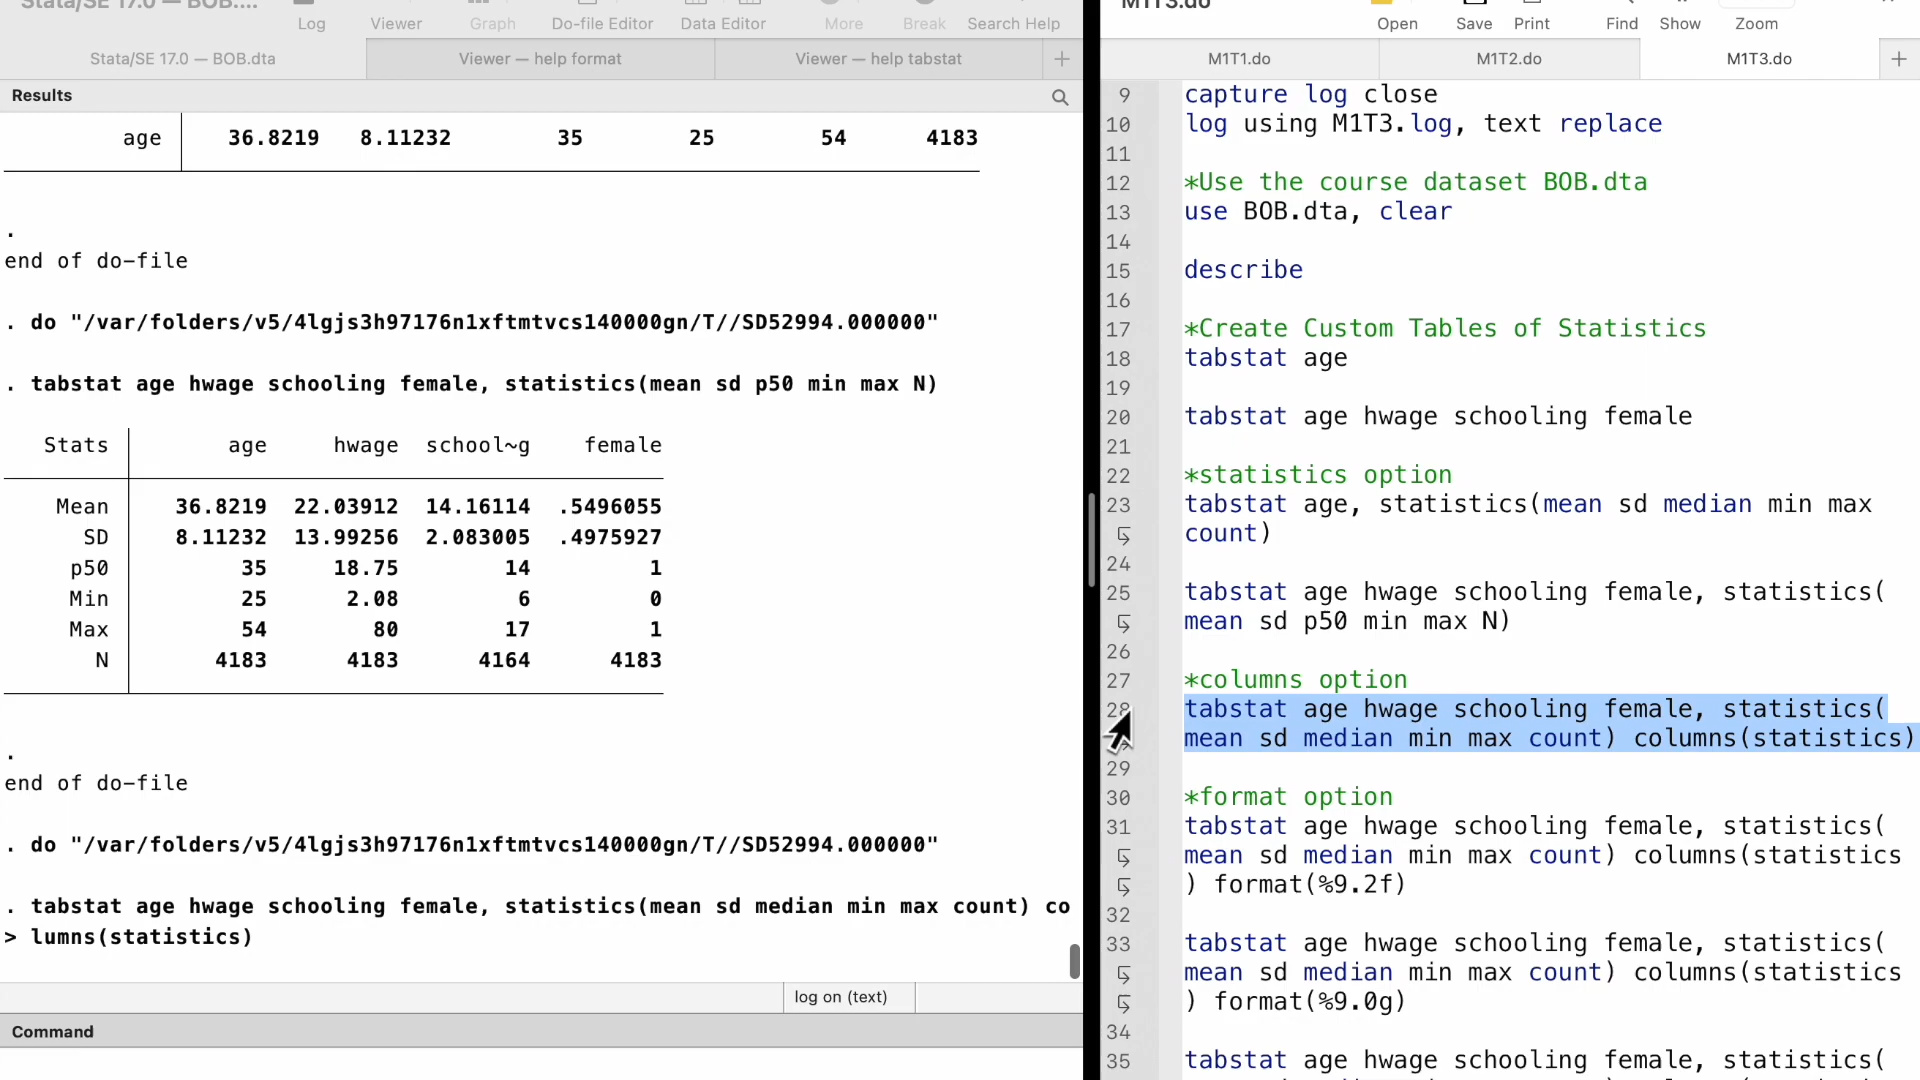 Stata/SE 17.0 — BOB....
Log Viewer Graph Do-file Editor Data Editor More Break Search Help
Stata/SE 17.0 — BOB.dta Viewer — help format Viewer — help tabstat +
Results
age 36.8219 8.11232 35 25 54 4183
.
end of do-file
. do "/var/folders/v5/4lgjs3h97176n1xftmtvcs140000gn/T//SD52994.000000"
. tabstat age hwage schooling female, statistics(mean sd p50 min max N)
Stats age hwage school~g female
Mean 36.8219 22.03912 14.16114 .5496055
SD 8.11232 13.99256 2.083005 .4975927
p50 35 18.75 14 1
Min 25 2.08 6 0
Max 54 80 17 1
N 4183 4183 4164 4183
.
end of do-file
. do "/var/folders/v5/4lgjs3h97176n1xftmtvcs140000gn/T//SD52994.000000"
. tabstat age hwage schooling female, statistics(mean sd median min max count) co
> lumns(statistics)
log on (text)
Command
M1T3.do
Open Save Print Find Show Zoom
M1T1.do M1T2.do M1T3.do +
9 capture log close
10 log using M1T3.log, text replace
11
12 *Use the course dataset BOB.dta
13 use BOB.dta, clear
14
15 describe
16
17 *Create Custom Tables of Statistics
18 tabstat age
19
20 tabstat age hwage schooling female
21
22 *statistics option
23 tabstat age, statistics(mean sd median min max
count)
24
25 tabstat age hwage schooling female, statistics(
mean sd p50 min max N)
26
27 *columns option
28 tabstat age hwage schooling female, statistics(
mean sd median min max count) columns(statistics)
29
30 *format option
31 tabstat age hwage schooling female, statistics(
mean sd median min max count) columns(statistics
) format(%9.2f)
32
33 tabstat age hwage schooling female, statistics(
mean sd median min max count) columns(statistics
) format(%9.0g)
34
35 tabstat age hwage schooling female, statistics(